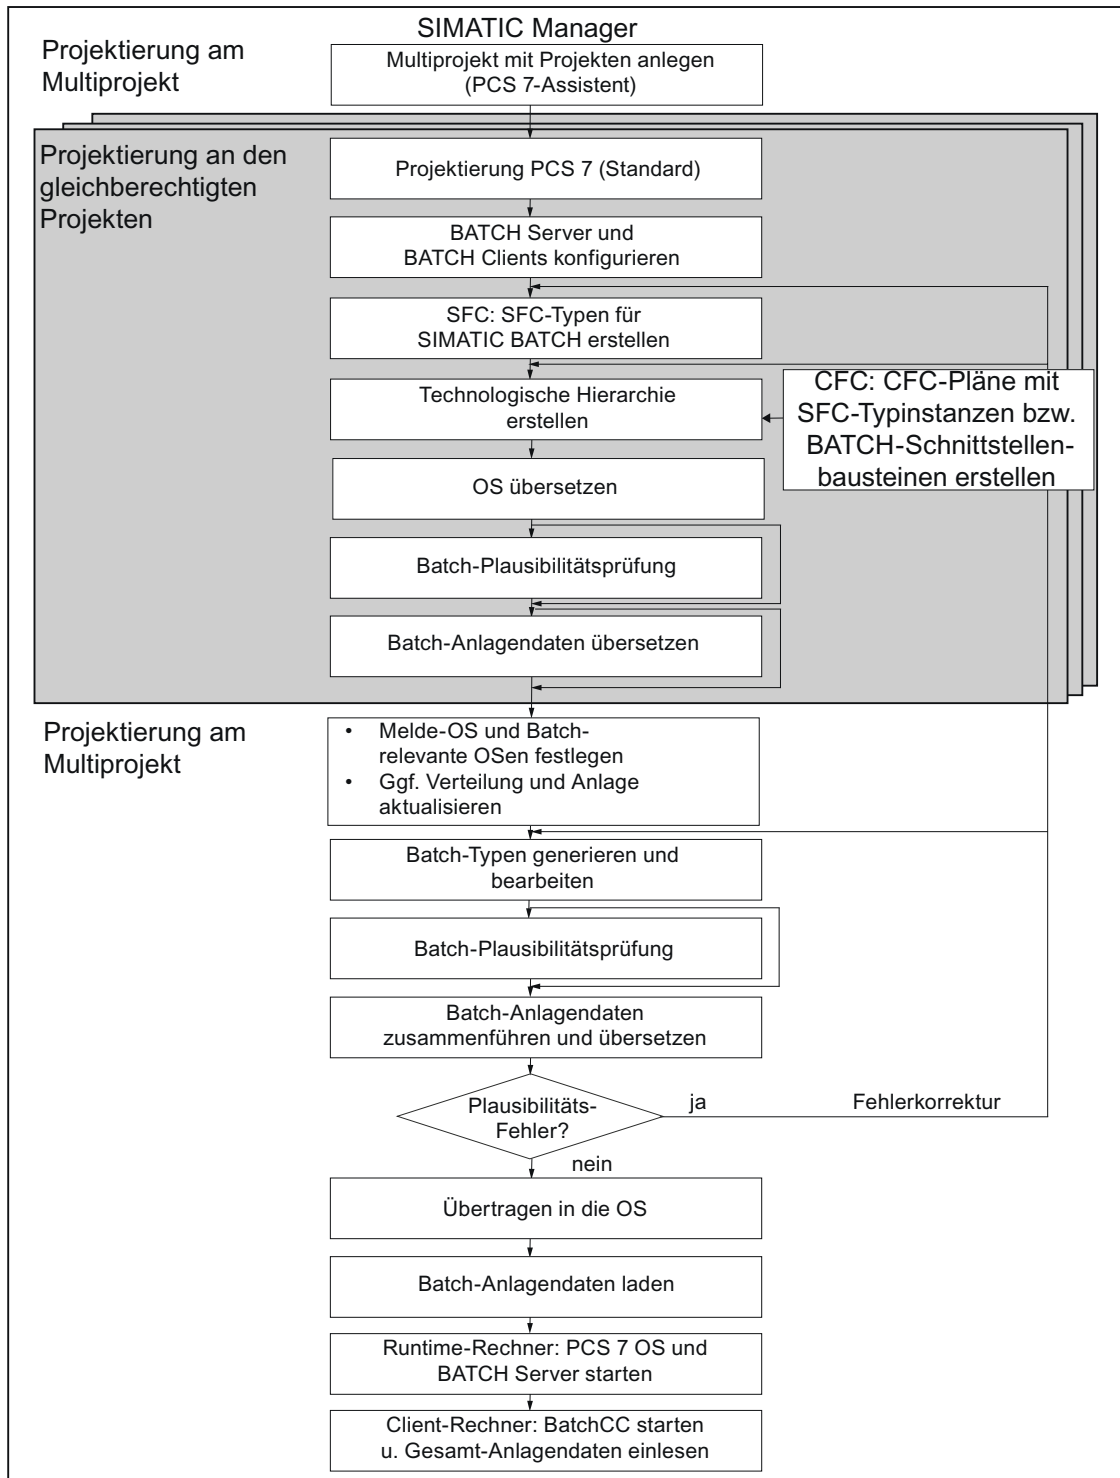 SIMATIC Manager
Projektierung am
Multiprojekt
Multiprojekt mit Projekten anlegen
(PCS 7-Assistent)
Projektierung an den
gleichberechtigten
Projekten
Projektierung PCS 7 (Standard)
BATCH Server und
BATCH Clients konfigurieren
SFC: SFC-Typen für
SIMATIC BATCH erstellen
Technologische Hierarchie
erstellen
CFC: CFC-Pläne mit
SFC-Typinstanzen bzw.
BATCH-Schnittstellen-
bausteinen erstellen
OS übersetzen
Batch-Plausibilitätsprüfung
Batch-Anlagendaten übersetzen
Projektierung am
Multiprojekt
• Melde-OS und Batch-
relevante OSen festlegen
• Ggf. Verteilung und Anlage
aktualisieren
Batch-Typen generieren und
bearbeiten
Batch-Plausibilitätsprüfung
Batch-Anlagendaten
zusammenführen und übersetzen
Plausibilitäts-
Fehler?
ja
Fehlerkorrektur
nein
Übertragen in die OS
Batch-Anlagendaten laden
Runtime-Rechner: PCS 7 OS und
BATCH Server starten
Client-Rechner: BatchCC starten
u. Gesamt-Anlagendaten einlesen